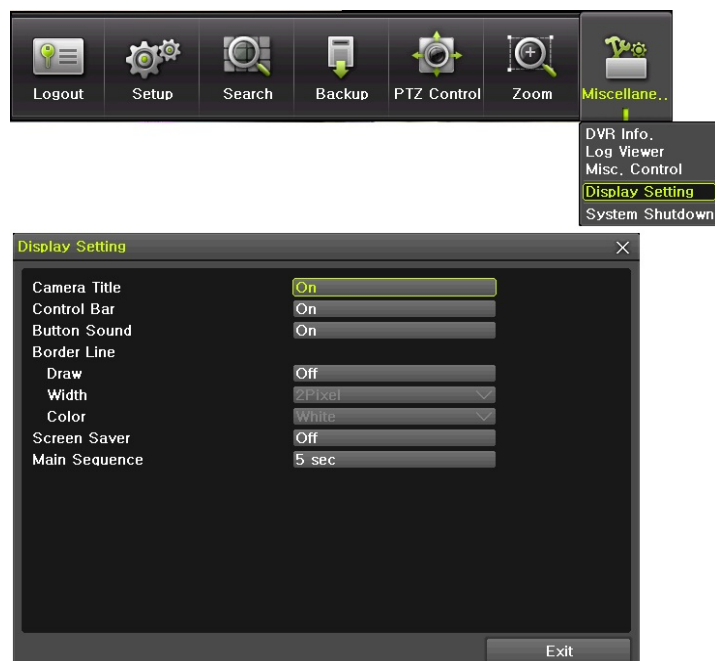 Logout Setup Search Backup PTZ Control Zoom Miscellane..
DVR Info.
Log Viewer
Misc. Control
Display Setting
System Shutdown
Display Setting
Camera Title On
Control Bar On
Button Sound On
Border Line
Draw Off
Width 2Pixel
Color White
Screen Saver Off
Main Sequence 5 sec
Exit